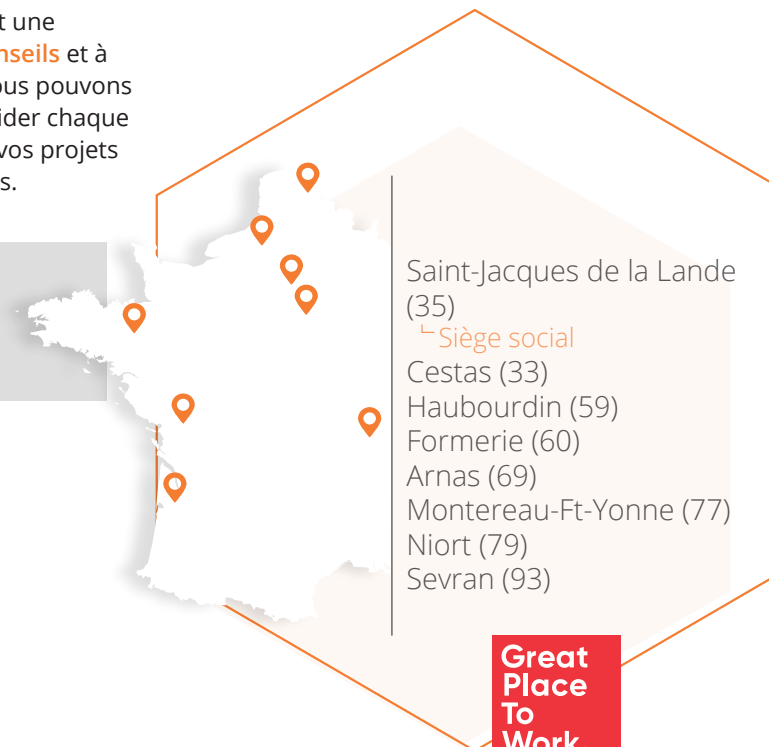 t une
nseils et à
ous pouvons
ider chaque
vos projets
s.
Saint-Jacques de la Lande
(35)
Siège social
Cestas (33)
Haubourdin (59)
Formerie (60)
Arnas (69)
Montereau-Ft-Yonne (77)
Niort (79)
Sevran (93)
Great
Place
To
Work